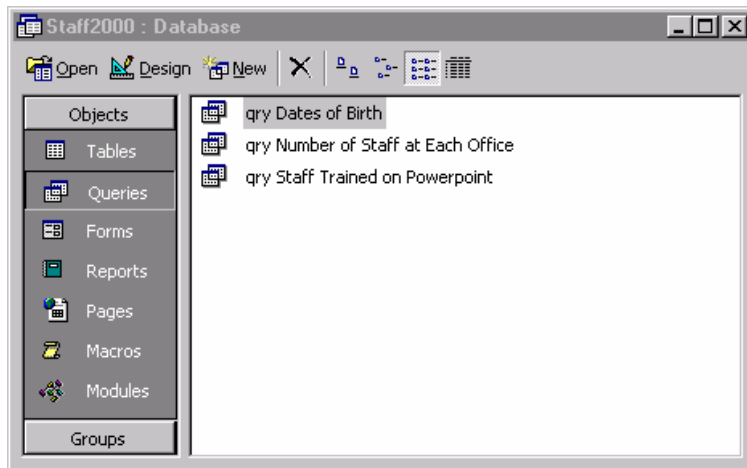 Staff2000 : Database
Open Design New
Objects
Tables
Queries
Forms
Reports
Pages
Macros
Modules
Groups
qry Dates of Birth
qry Number of Staff at Each Office
qry Staff Trained on Powerpoint